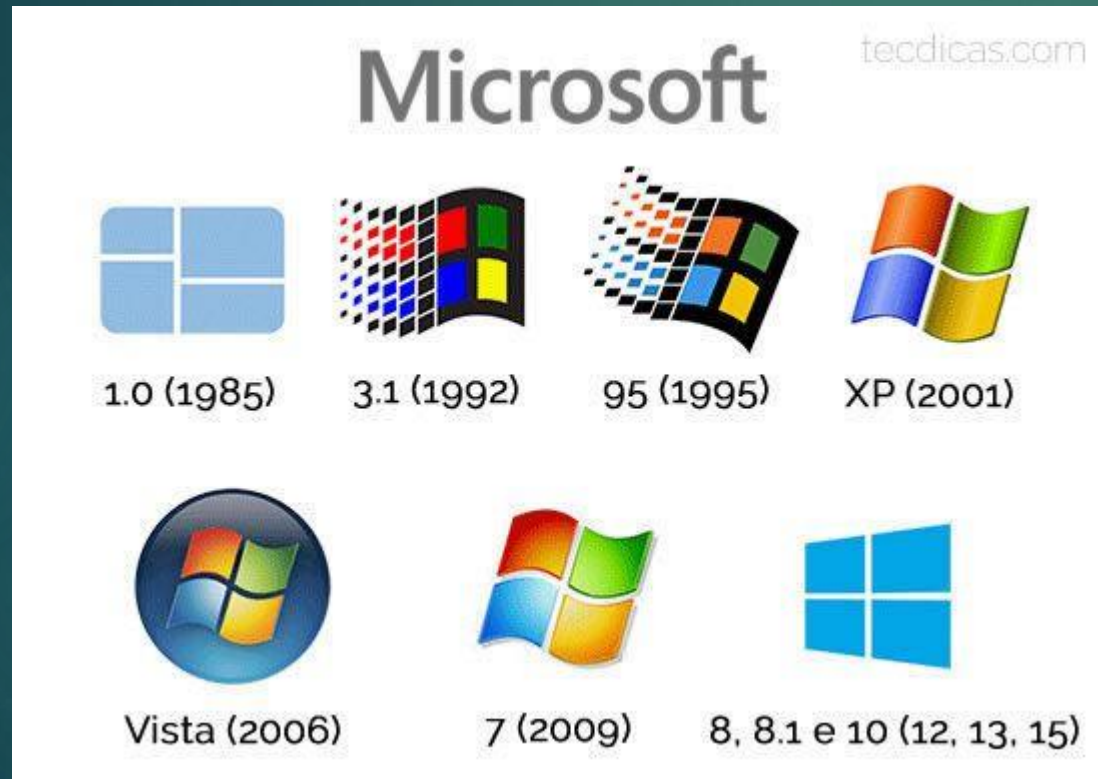 tecdicas.com
Microsoft
1.0 (1985) 3.1 (1992) 95 (1995) XP (2001)
Vista (2006) 7 (2009) 8, 8.1 e 10 (12, 13, 15)